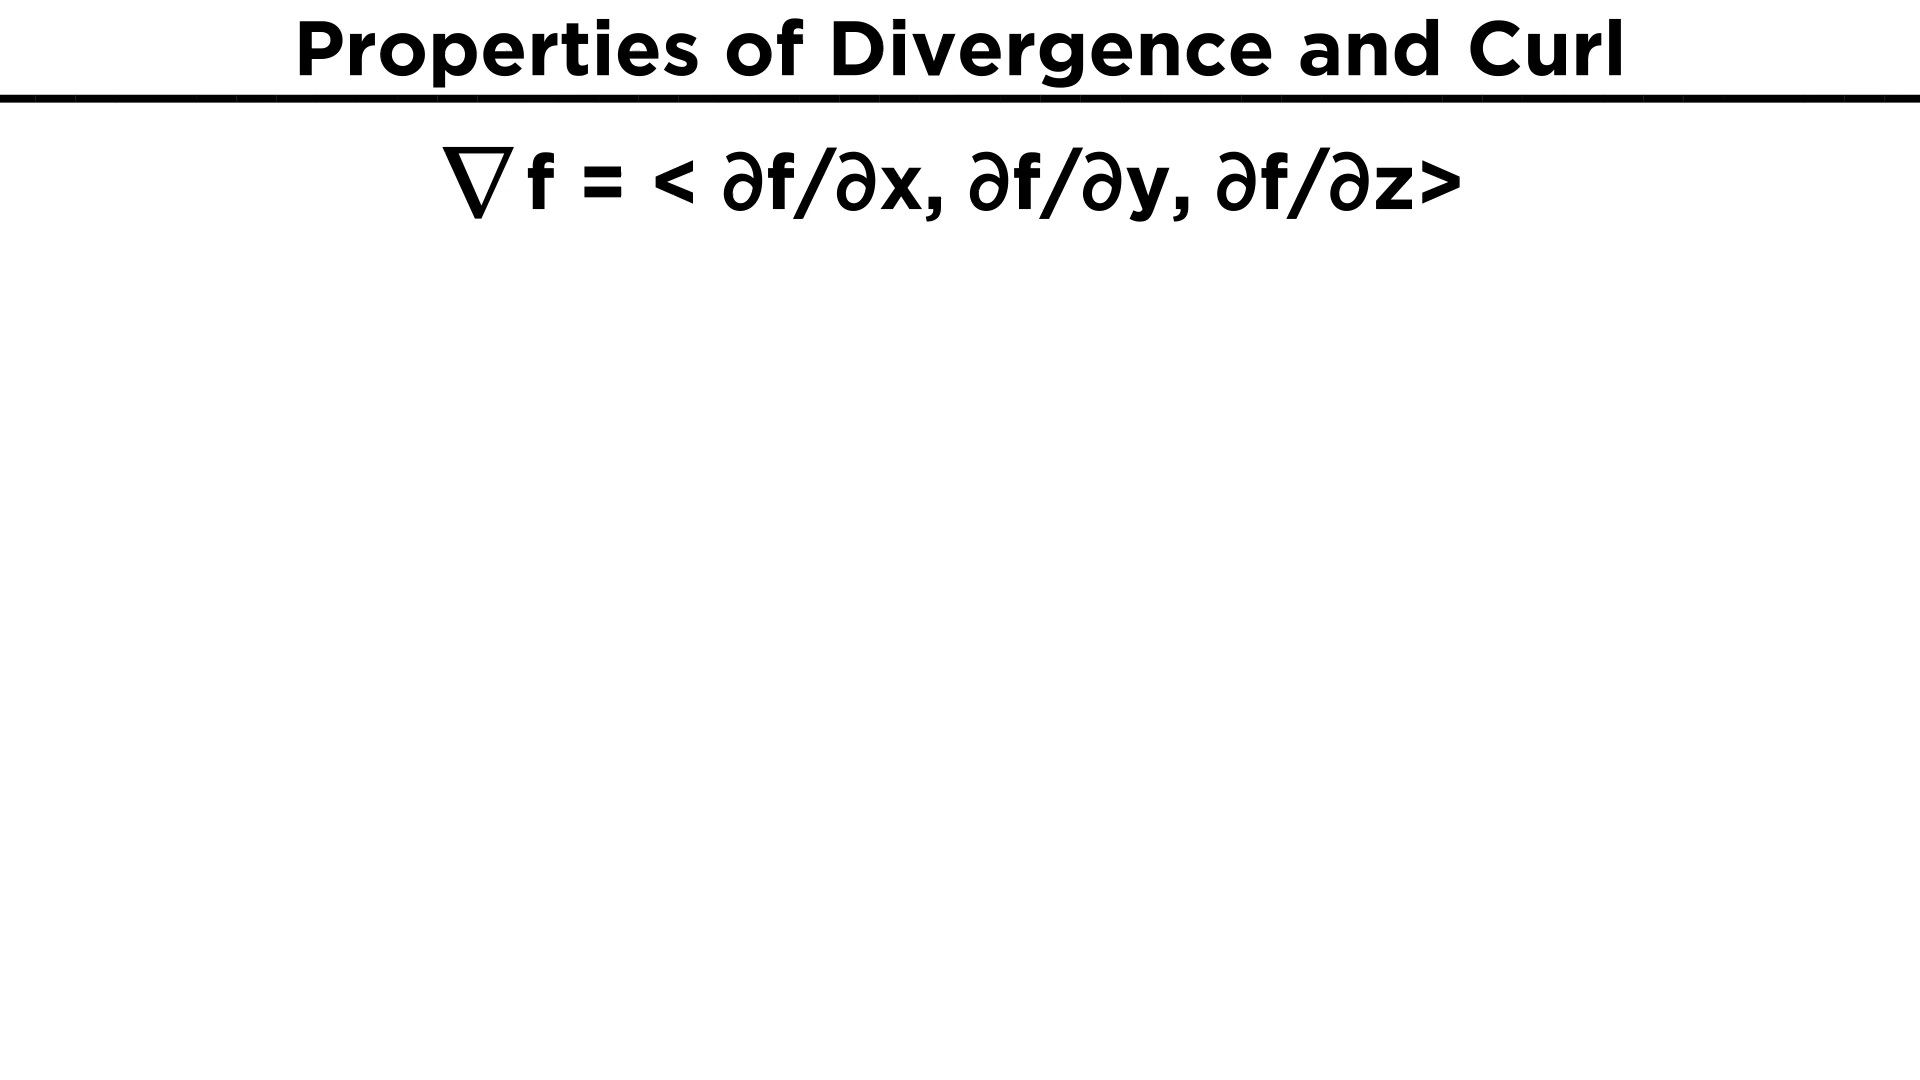 Properties of Divergence and Curl
∇f = < ∂f/∂x, ∂f/∂y, ∂f/∂z>